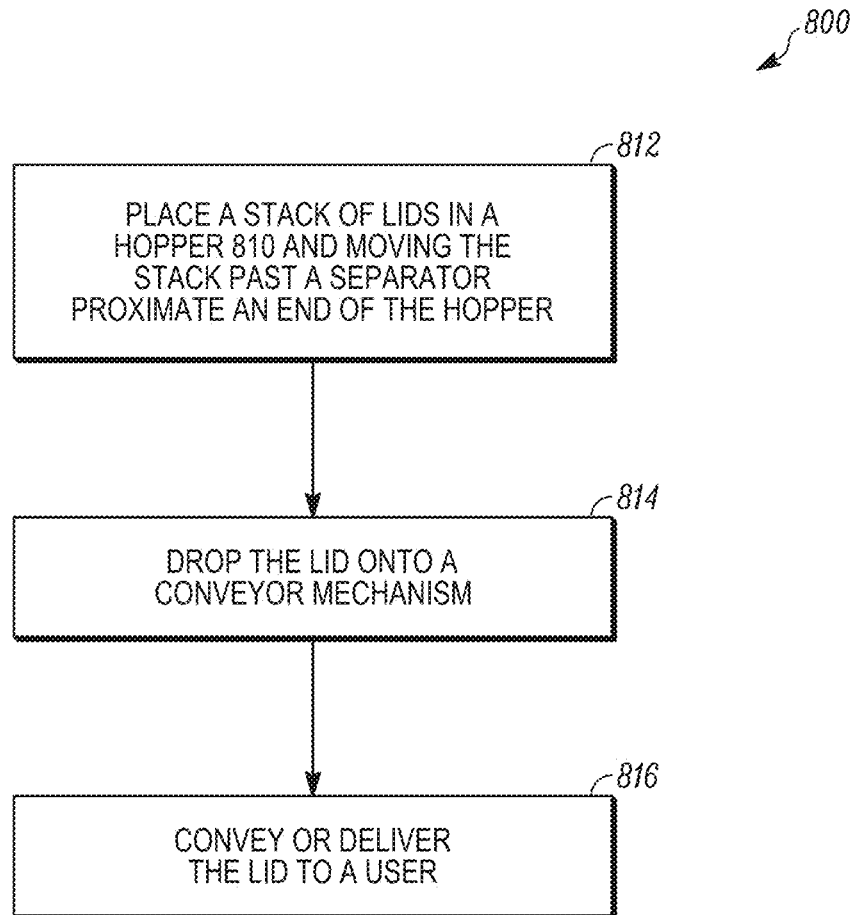 800
812
PLACE A STACK OF LIDS IN A
HOPPER 810 AND MOVING THE
STACK PAST A SEPARATOR
PROXIMATE AN END OF THE HOPPER
814
DROP THE LID ONTO A
CONVEYOR MECHANISM
816
CONVEY OR DELIVER
THE LID TO A USER